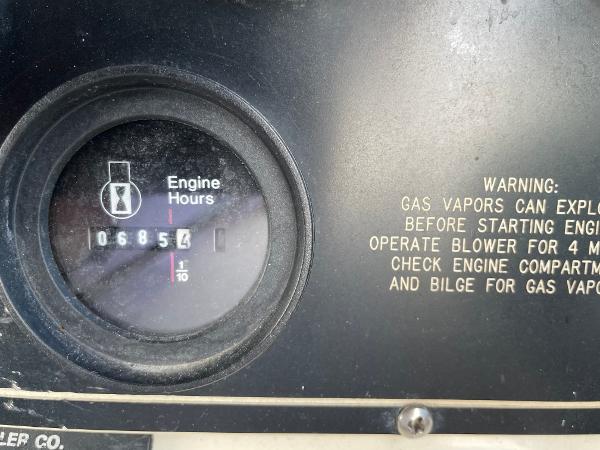 Engine
Hours
0685
1/10
WARNING:
GAS VAPORS CAN EXPLO
BEFORE STARTING ENGI
OPERATE BLOWER FOR 4 M
CHECK ENGINE COMPARTM
AND BILGE FOR GAS VAPO
LER CO.